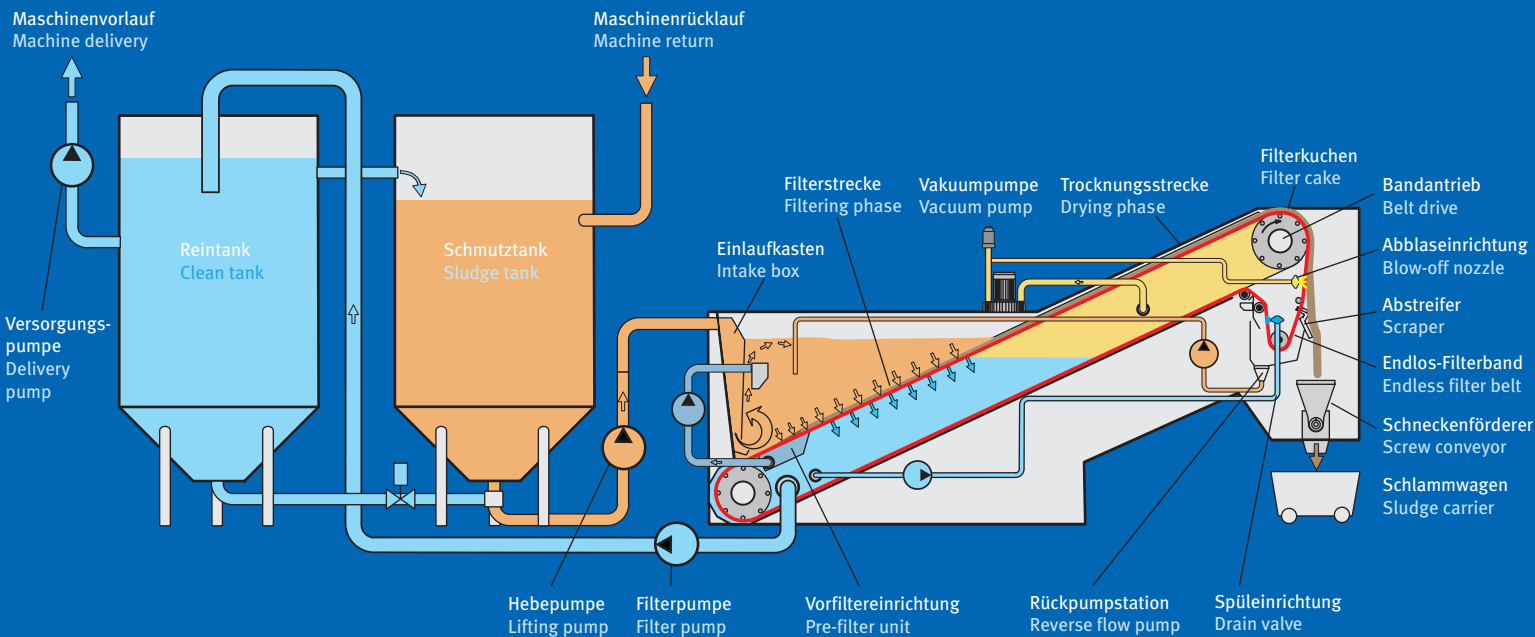 Maschinenvorlauf
Machine delivery
Maschinenrücklauf
Machine return
Reintank
Clean tank
Schmutztank
Sludge tank
Versorgungs-
pumpe
Delivery
pump
Einlaufkasten
Intake box
Filterstrecke
Filtering phase
Vakuumpumpe
Vacuum pump
Trocknungsstrecke
Drying phase
Filterkuchen
Filter cake
Bandantrieb
Belt drive
Abblaseinrichtung
Blow-off nozzle
Abstreifer
Scraper
Endlos-Filterband
Endless filter belt
Schneckenförderer
Screw conveyor
Schlammwagen
Sludge carrier
Hebepumpe
Lifting pump
Filterpumpe
Filter pump
Vorfiltereinrichtung
Pre-filter unit
Rückpumpstation
Reverse flow pump
Spüleinrichtung
Drain valve